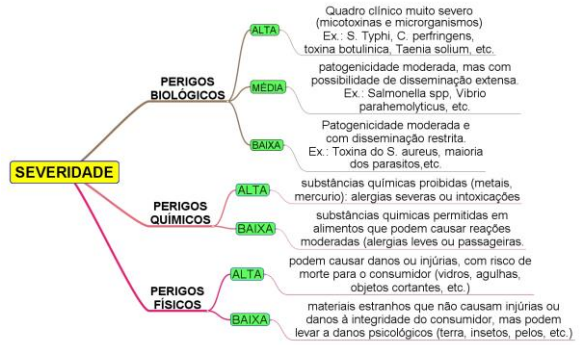 SEVERIDADE
PERIGOS
BIOLÓGICOS
ALTA
Quadro clínico muito severo
(micotoxinas e microrganismos)
Ex.: S. Typhi, C. perfringens,
toxina botulinica, Taenia solium, etc.
MÉDIA
patogenicidade moderada, mas com
possibilidade de disseminação extensa.
Ex.: Salmonella spp, Vibrio
parahemolyticus, etc.
BAIXA
Patogenicidade moderada e
com disseminação restrita.
Ex.: Toxina do S. aureus, maioria
dos parasitos,etc.
PERIGOS
QUÍMICOS
ALTA
substâncias químicas proibidas (metais,
mercurio): alergias severas ou intoxicações
BAIXA
substâncias quimicas permitidas em
alimentos que podem causar reações
moderadas (alergias leves ou passageiras.
PERIGOS
FÍSICOS
ALTA
podem causar danos ou injúrias, com risco de
morte para o consumidor (vidros, agulhas,
objetos cortantes, etc.)
BAIXA
materiais estranhos que não causam injúrias ou
danos à integridade do consumidor, mas podem
levar a danos psicológicos (terra, insetos, pelos, etc.)